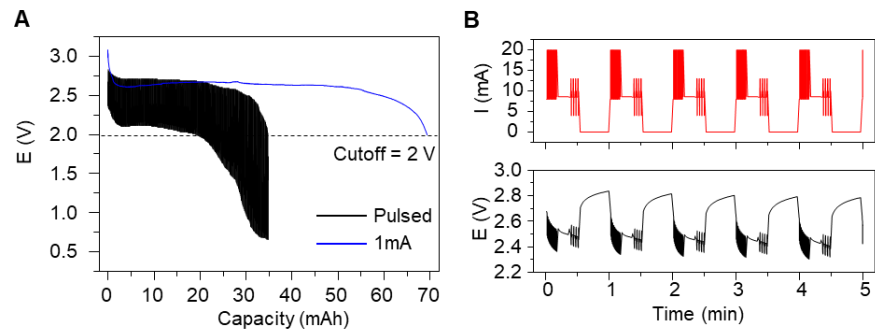 A
E (V)
3.0
2.5
2.0
1.5
1.0
0.5
Cutoff = 2 V
Pulsed
1mA
0 10 20 30 40 50 60 70
Capacity (mAh)
B
I (mA)
20
15
10
5
0
E (V)
3.0
2.8
2.6
2.4
2.2
0 1 2 3 4 5
Time (min)